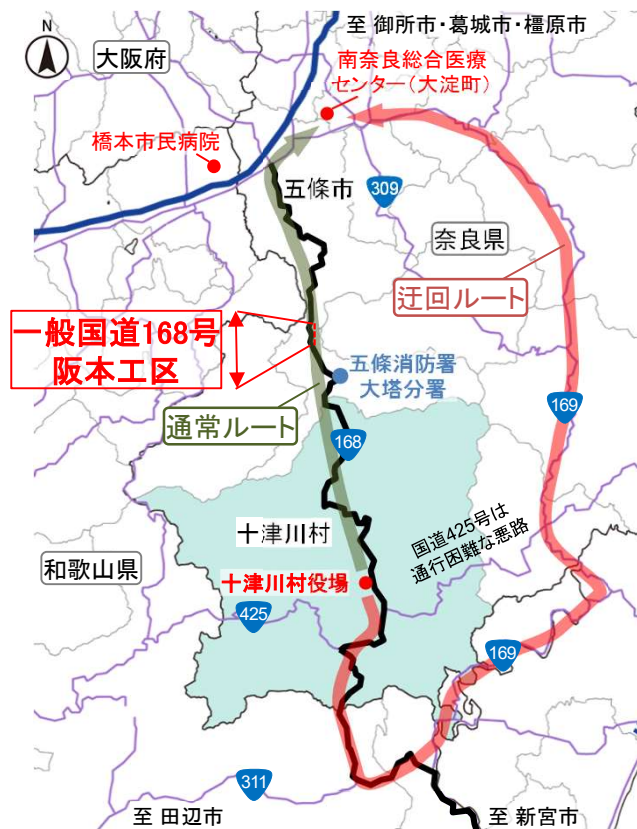 N
至 御所市・葛城市・橿原市
大阪府
南奈良総合医療
センター(大淀町)
橋本市民病院
五條市
309
奈良県
迂回ルート
一般国道168号
阪本工区
五條消防署
大塔分署
通常ルート
169
168
国道425号は
通行困難な悪路
十津川村
和歌山県
十津川村役場
425
169
311
至 田辺市
至 新宮市